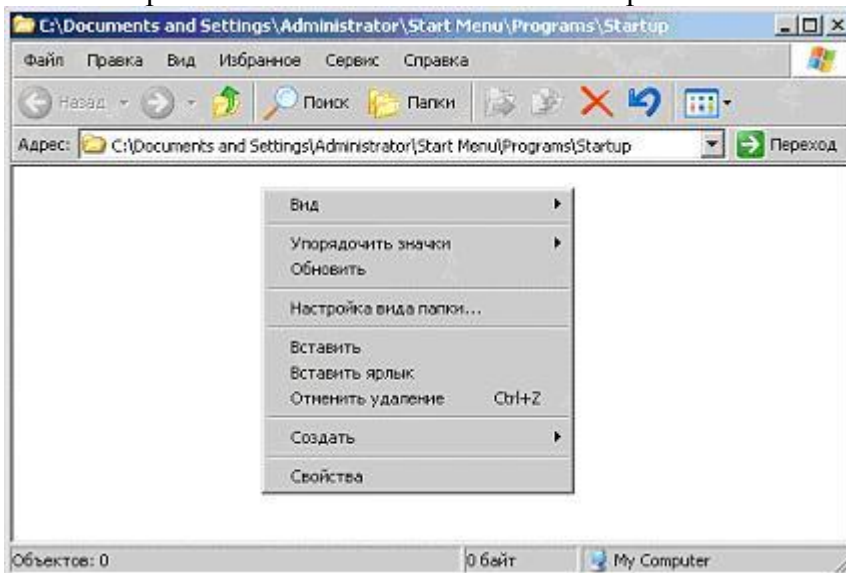 C:\Documents and Settings\Administrator\Start Menu\Programs\Startup
Файл Правка Вид Избранное Сервис Справка
Назад Поиск Папки
Адрес: C:\Documents and Settings\Administrator\Start Menu\Programs\Startup Переход
Вид
Упорядочить значки
Обновить
Настройка вида папки...
Вставить
Вставить ярлык
Отменить удаление Ctrl+Z
Создать
Свойства
Объектов: 0 0 байт My Computer